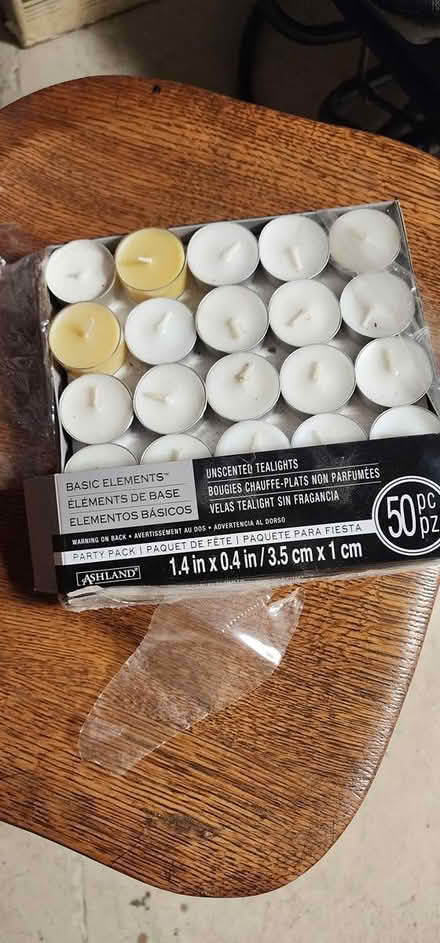 BASIC ELEMENTS™
ÉLÉMENTS DE BASE
ELEMENTOS BÁSICOS
UNSCENTED TEALIGHTS
BOUGIES CHAUFFE-PLATS NON PARFUMÉES
VELAS TEALIGHT SIN FRAGANCIA
WARNING ON BACK • AVERTISSEMENT AU DOS • ADVERTENCIA AL DORSO
PARTY PACK | PAQUET DE FÊTE | PAQUETE PARA FIESTA
50 pc
pz
ASHLAND®
1.4 in x 0.4 in / 3.5 cm x 1 cm